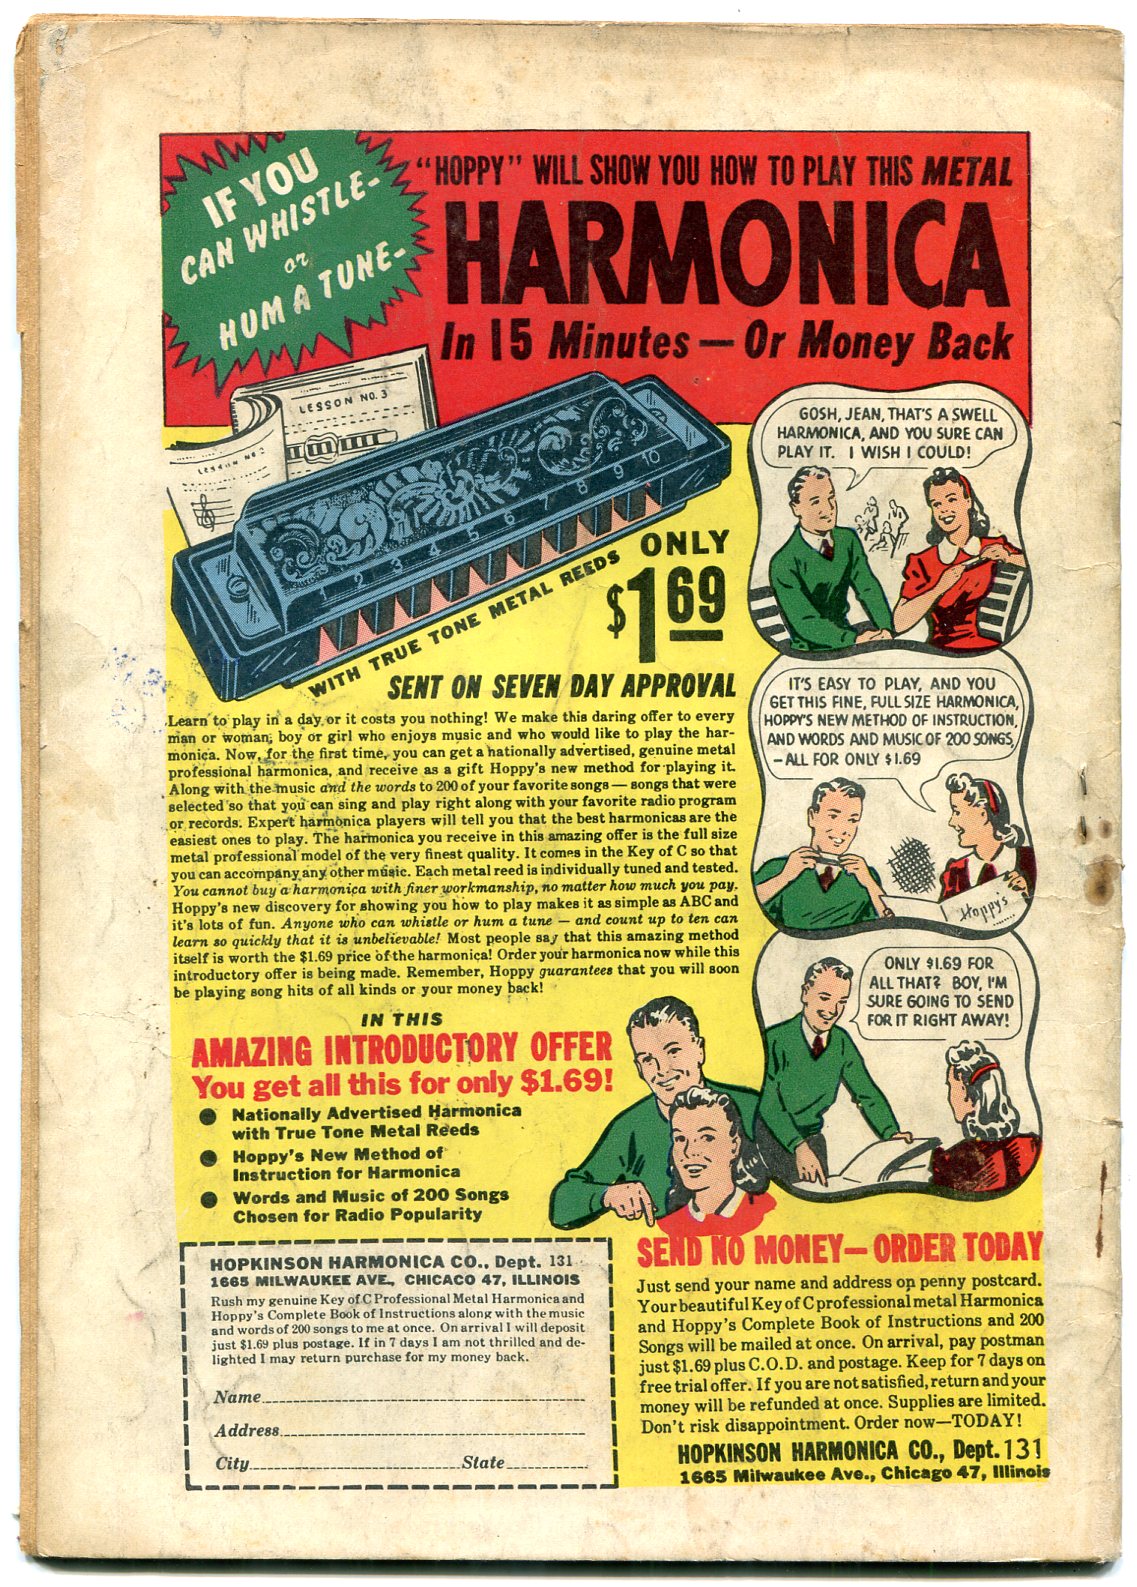 IF YOU
CAN WHISTLE-
or
HUM A TUNE-
"HOPPY" WILL SHOW YOU HOW TO PLAY THIS METAL
HARMONICA
In 15 Minutes — Or Money Back
LESSON NO. 3
LESSON NO. 2
1 2 3 4 5 6 7 8 9 10
WITH TRUE TONE METAL REEDS
ONLY
$1.69
SENT ON SEVEN DAY APPROVAL
GOSH, JEAN, THAT'S A SWELL
HARMONICA, AND YOU SURE CAN
PLAY IT. I WISH I COULD!
IT'S EASY TO PLAY, AND YOU
GET THIS FINE, FULL SIZE HARMONICA,
HOPPY'S NEW METHOD OF INSTRUCTION,
AND WORDS AND MUSIC OF 200 SONGS,
-ALL FOR ONLY $1.69
Hoppy's
ONLY $1.69 FOR
ALL THAT? BOY, I'M
SURE GOING TO SEND
FOR IT RIGHT AWAY!
Learn to play in a day or it costs you nothing! We make this daring offer to every
man or woman, boy or girl who enjoys music and who would like to play the har-
monica. Now, for the first time, you can get a nationally advertised, genuine metal
professional harmonica, and receive as a gift Hoppy's new method for playing it.
Along with the music and the words to 200 of your favorite songs — songs that were
selected so that you can sing and play right along with your favorite radio program
or records. Expert harmonica players will tell you that the best harmonicas are the
easiest ones to play. The harmonica you receive in this amazing offer is the full size
metal professional model of the very finest quality. It comes in the Key of C so that
you can accompany any other music. Each metal reed is individually tuned and tested.
You cannot buy a harmonica with finer workmanship, no matter how much you pay.
Hoppy's new discovery for showing you how to play makes it as simple as ABC and
it's lots of fun. Anyone who can whistle or hum a tune — and count up to ten can
learn so quickly that it is unbelievable! Most people say that this amazing method
itself is worth the $1.69 price of the harmonica! Order your harmonica now while this
introductory offer is being made. Remember, Hoppy guarantees that you will soon
be playing song hits of all kinds or your money back!
IN THIS
AMAZING INTRODUCTORY OFFER
You get all this for only $1.69!
● Nationally Advertised Harmonica
with True Tone Metal Reeds
● Hoppy's New Method of
Instruction for Harmonica
● Words and Music of 200 Songs
Chosen for Radio Popularity
HOPKINSON HARMONICA CO., Dept. 131
1665 MILWAUKEE AVE., CHICACO 47, ILLINOIS
Rush my genuine Key of C Professional Metal Harmonica and
Hoppy's Complete Book of Instructions along with the music
and words of 200 songs to me at once. On arrival I will deposit
just $1.69 plus postage. If in 7 days I am not thrilled and de-
lighted I may return purchase for my money back.
Name
Address
City State
SEND NO MONEY—ORDER TODAY
Just send your name and address on penny postcard.
Your beautiful Key of C professional metal Harmonica
and Hoppy's Complete Book of Instructions and 200
Songs will be mailed at once. On arrival, pay postman
just $1.69 plus C.O.D. and postage. Keep for 7 days on
free trial offer. If you are not satisfied, return and your
money will be refunded at once. Supplies are limited.
Don't risk disappointment. Order now—TODAY!
HOPKINSON HARMONICA CO., Dept. 131
1665 Milwaukee Ave., Chicago 47, Illinois